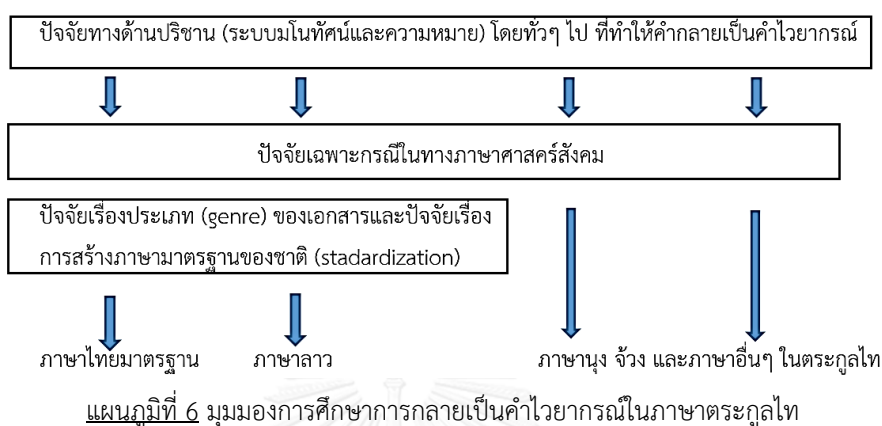 ปัจจัยทางด้านปริชาน (ระบบมโนทัศน์และความหมาย) โดยทั่วๆ ไป ที่ทำให้คำกลายเป็นคำไวยากรณ์
ปัจจัยเฉพาะกรณีในทางภาษาศาสคร์สังคม
ปัจจัยเรื่องประเภท (genre) ของเอกสารและปัจจัยเรื่อง
การสร้างภาษามาตรฐานของชาติ (stadardization)
ภาษาไทยมาตรฐาน ภาษาลาว ภาษานุง จ้วง และภาษาอื่นๆ ในตระกูลไท
แผนภูมิที่ 6 มุมมองการศึกษาการกลายเป็นคำไวยากรณ์ในภาษาตระกูลไท